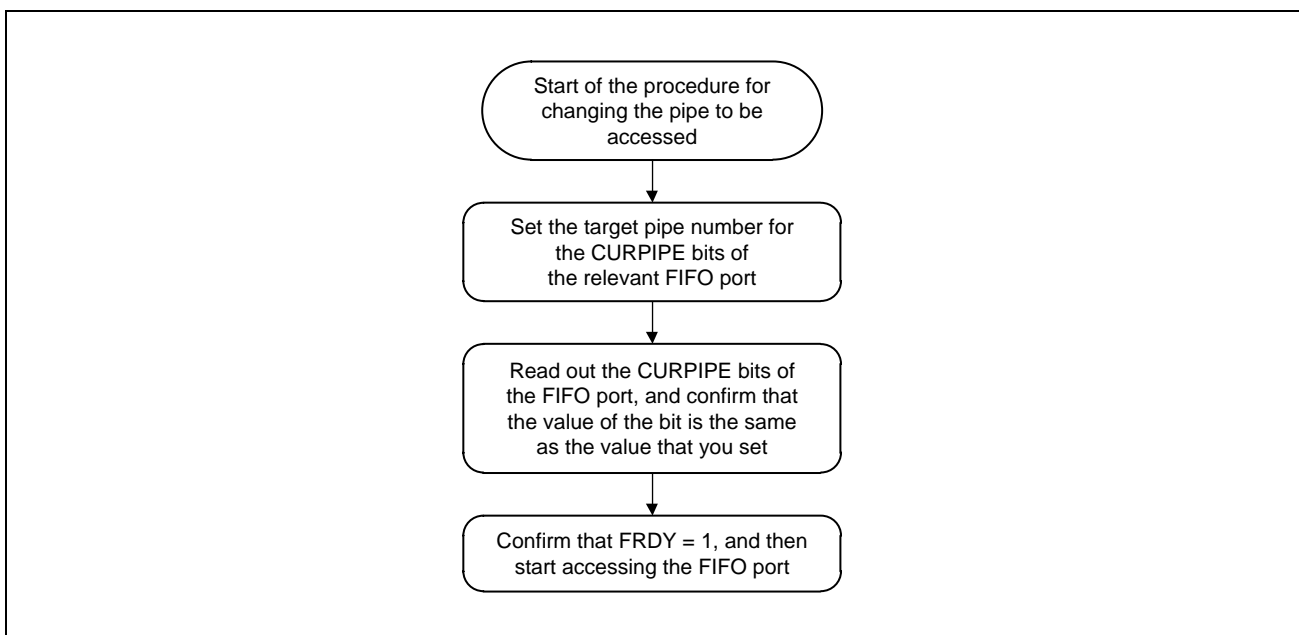 Start of the procedure for
changing the pipe to be
accessed
Set the target pipe number for
the CURPIPE bits of
the relevant FIFO port
Read out the CURPIPE bits of
the FIFO port, and confirm that
the value of the bit is the same
as the value that you set
Confirm that FRDY = 1, and then
start accessing the FIFO port